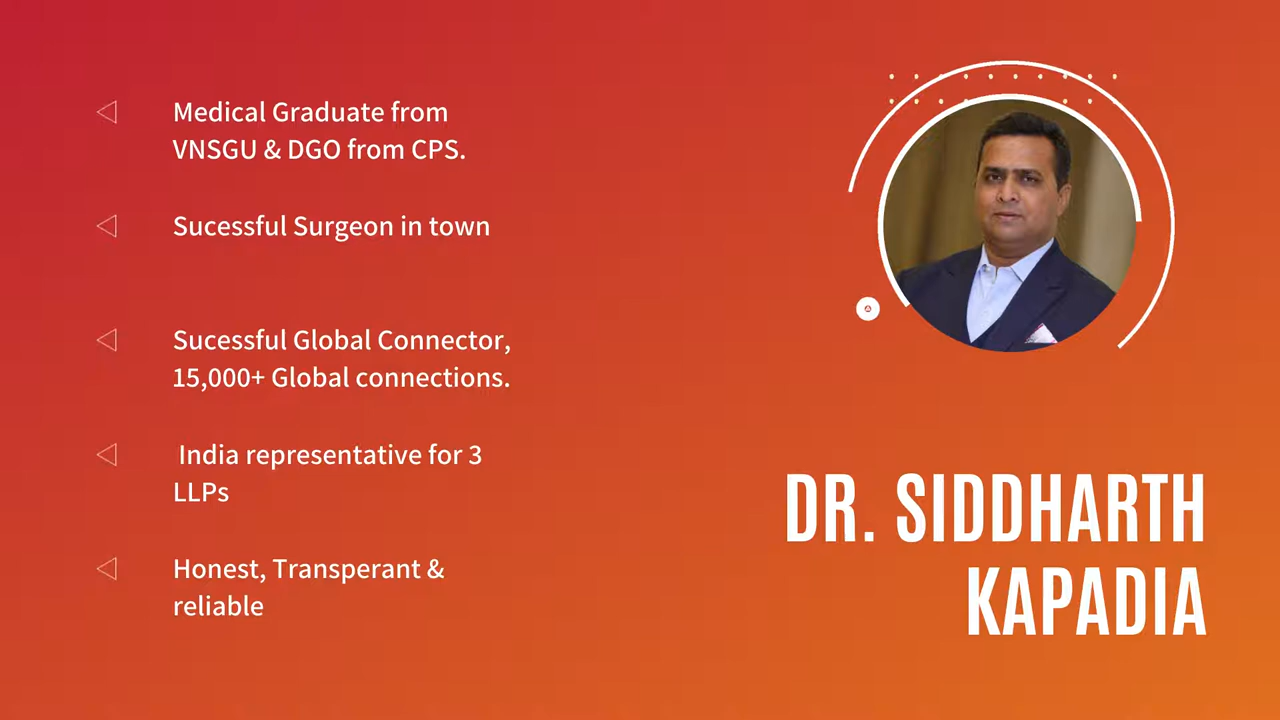 Medical Graduate from
VNSGU & DGO from CPS.
Sucessful Surgeon in town
Sucessful Global Connector,
15,000+ Global connections.
India representative for 3
LLPs
Honest, Transperant &
reliable
DR. SIDDHARTH
KAPADIA